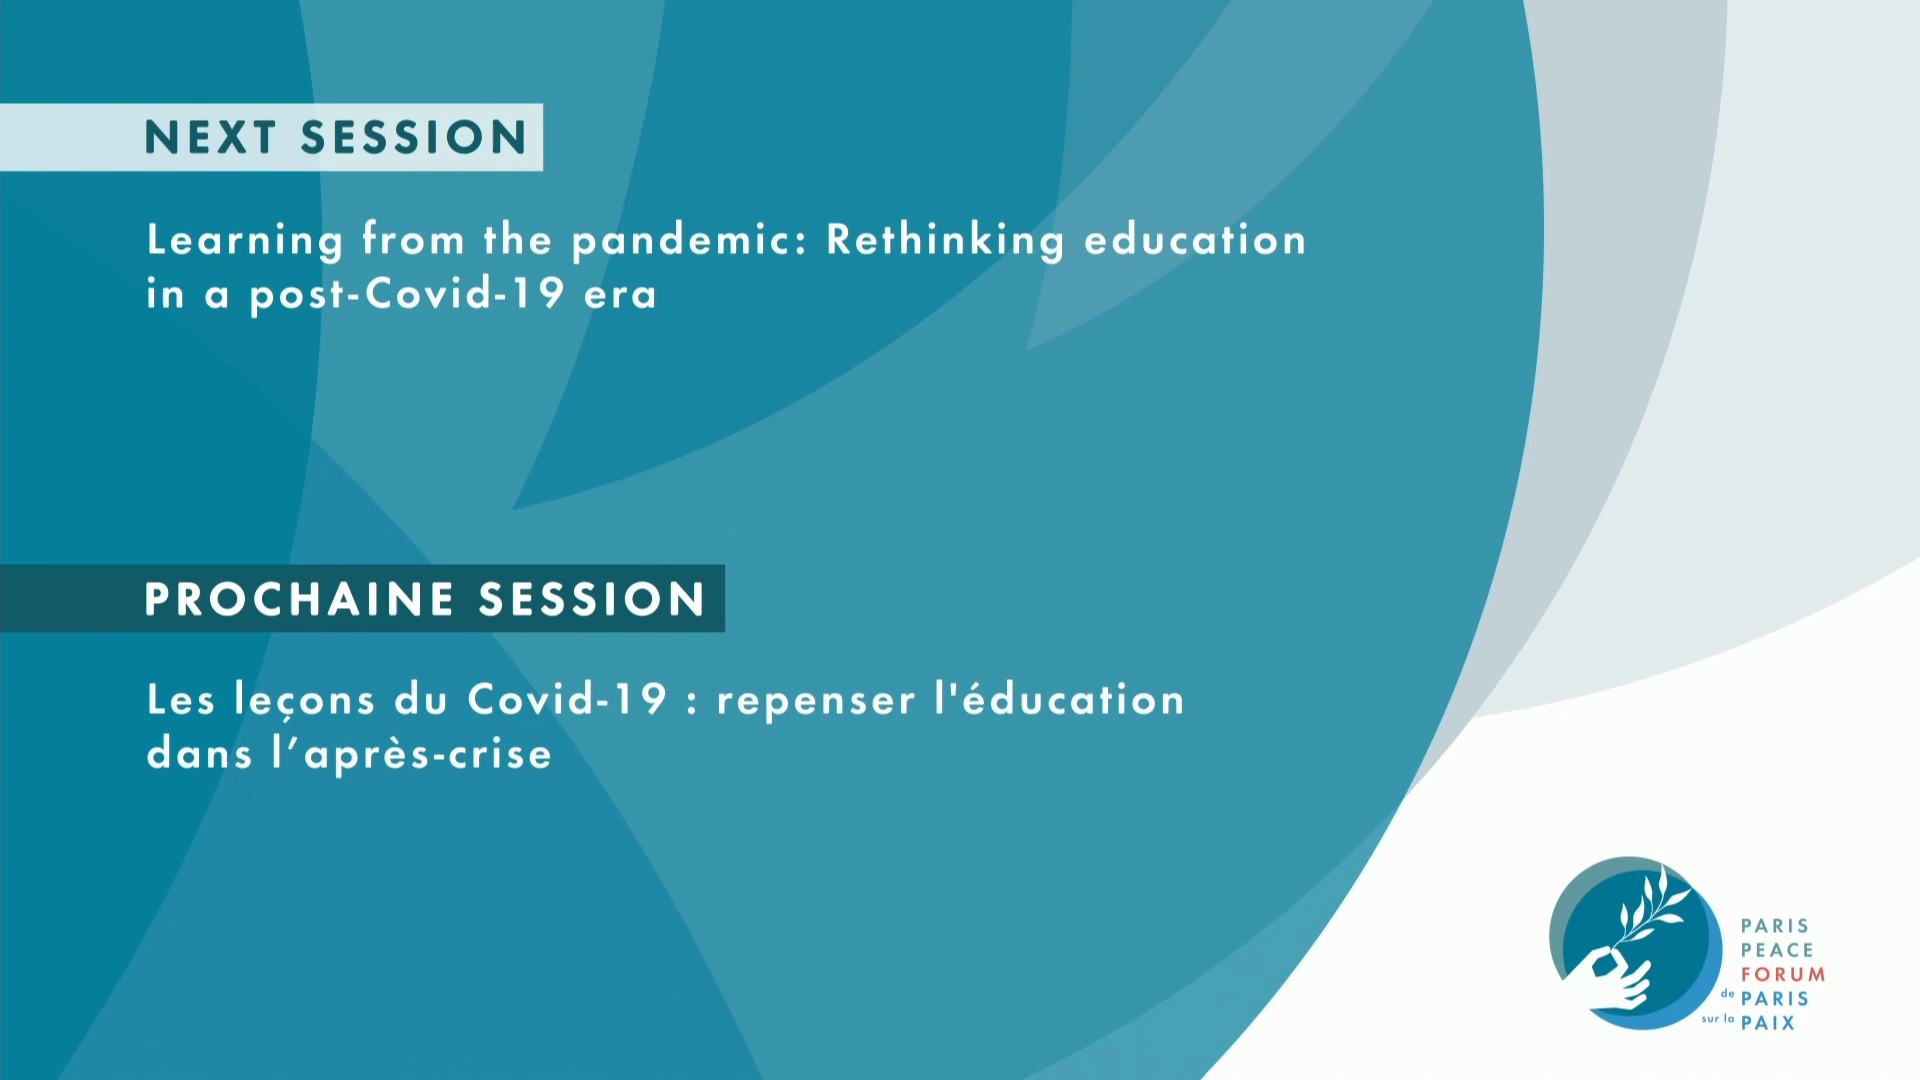 NEXT SESSION
Learning from the pandemic: Rethinking education
in a post-Covid-19 era
PROCHAINE SESSION
Les leçons du Covid-19 : repenser l'éducation
dans l’après-crise
PARIS
PEACE
FORUM
de PARIS
sur la PAIX